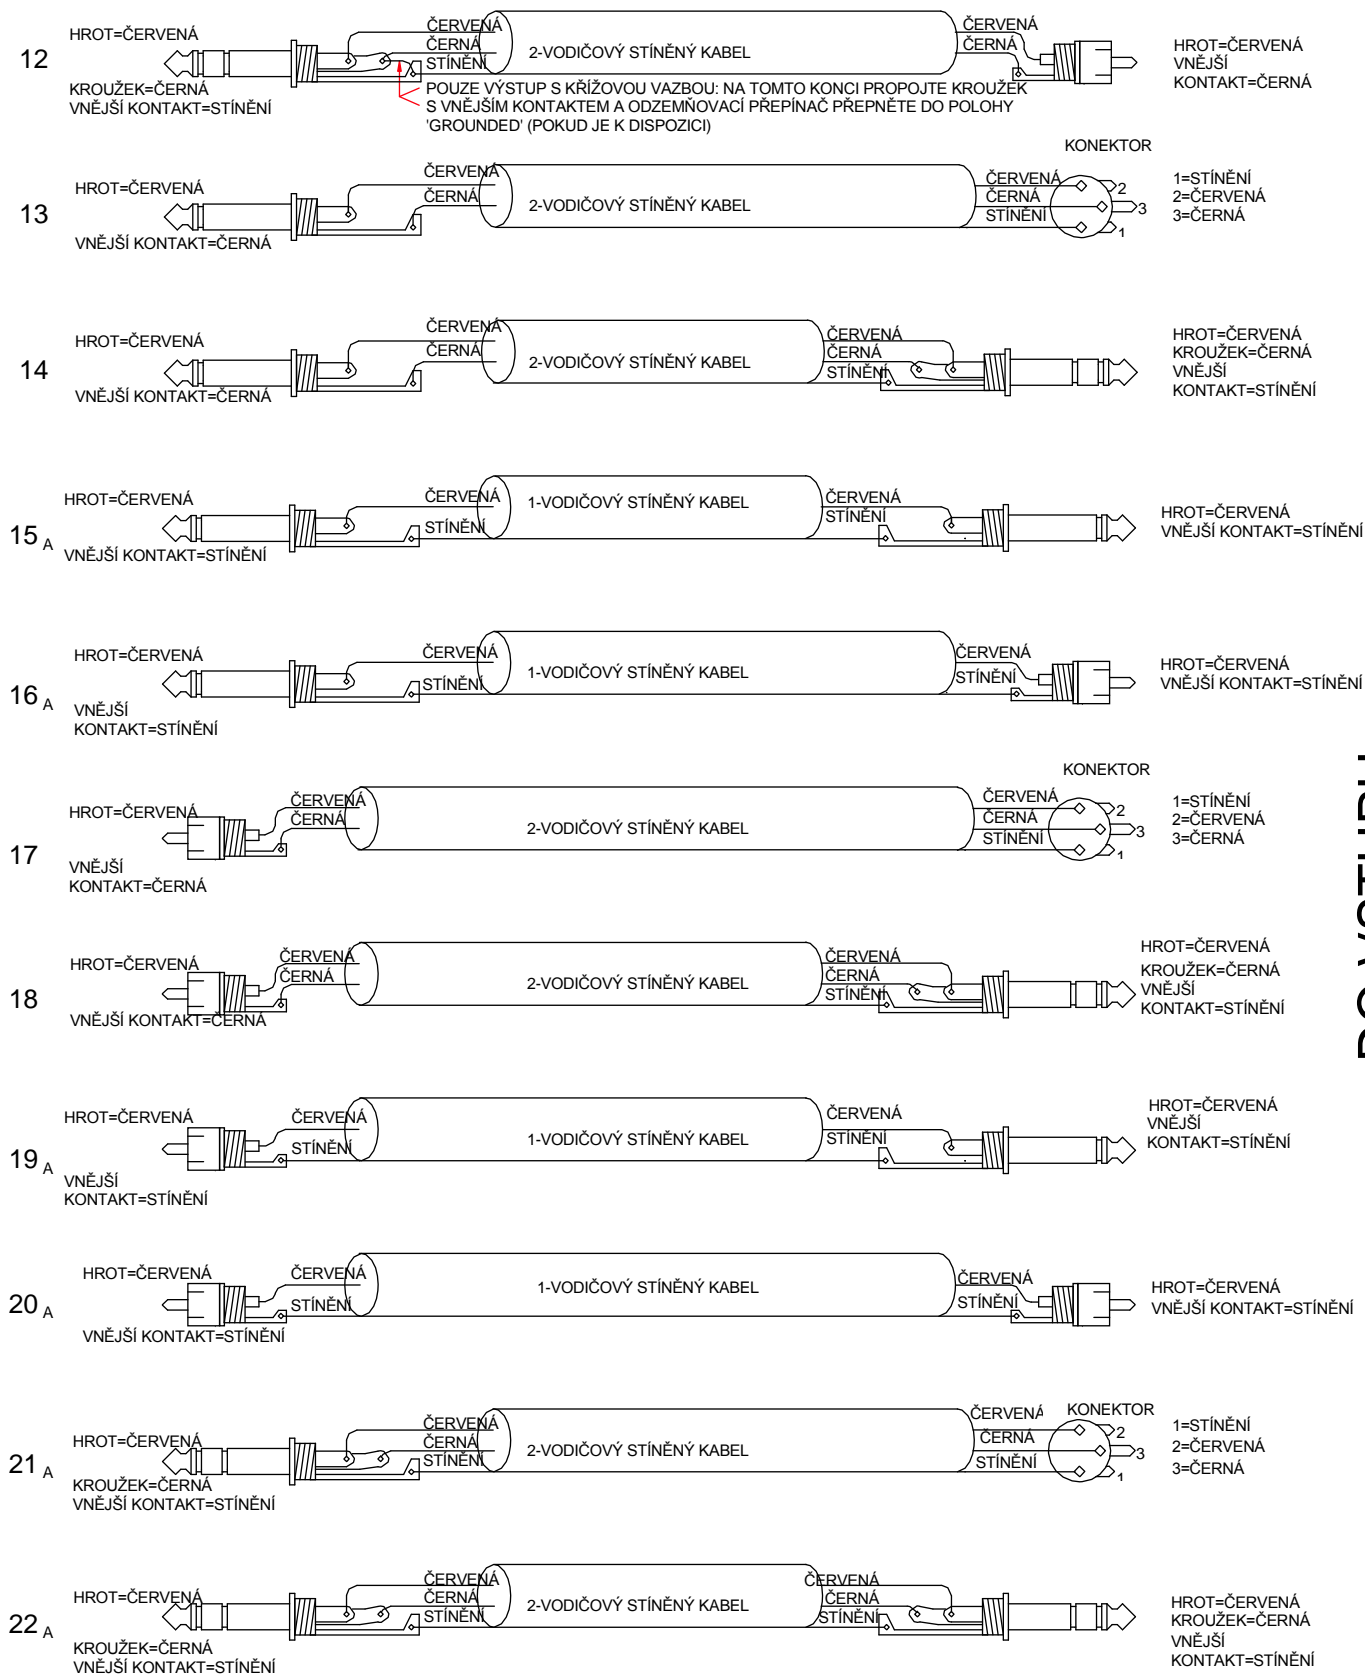 12
HROT=ČERVENÁ
KROUŽEK=ČERNÁ
VNĚJŠÍ KONTAKT=STÍNĚNÍ
ČERVENÁ
ČERNÁ
STÍNĚNÍ
2-VODIČOVÝ STÍNĚNÝ KABEL
ČERVENÁ
ČERNÁ
HROT=ČERVENÁ
VNĚJŠÍ
KONTAKT=ČERNÁ
POUZE VÝSTUP S KŘÍŽOVOU VAZBOU: NA TOMTO KONCI PROPOJTE KROUŽEK
S VNĚJŠÍM KONTAKTEM A ODZEMŇOVACÍ PŘEPÍNAČ PŘEPNĚTE DO POLOHY
'GROUNDED' (POKUD JE K DISPOZICI)
13
HROT=ČERVENÁ
VNĚJŠÍ KONTAKT=ČERNÁ
ČERVENÁ
ČERNÁ
2-VODIČOVÝ STÍNĚNÝ KABEL
ČERVENÁ
ČERNÁ
STÍNĚNÍ
KONEKTOR
2
3
1
1=STÍNĚNÍ
2=ČERVENÁ
3=ČERNÁ
14
HROT=ČERVENÁ
VNĚJŠÍ KONTAKT=ČERNÁ
ČERVENÁ
ČERNÁ
2-VODIČOVÝ STÍNĚNÝ KABEL
ČERVENÁ
ČERNÁ
STÍNĚNÍ
HROT=ČERVENÁ
KROUŽEK=ČERNÁ
VNĚJŠÍ
KONTAKT=STÍNĚNÍ
15 A
HROT=ČERVENÁ
VNĚJŠÍ KONTAKT=STÍNĚNÍ
ČERVENÁ
STÍNĚNÍ
1-VODIČOVÝ STÍNĚNÝ KABEL
ČERVENÁ
STÍNĚNÍ
HROT=ČERVENÁ
VNĚJŠÍ KONTAKT=STÍNĚNÍ
16 A
HROT=ČERVENÁ
VNĚJŠÍ
KONTAKT=STÍNĚNÍ
ČERVENÁ
STÍNĚNÍ
1-VODIČOVÝ STÍNĚNÝ KABEL
ČERVENÁ
STÍNĚNÍ
HROT=ČERVENÁ
VNĚJŠÍ KONTAKT=STÍNĚNÍ
17
HROT=ČERVENÁ
VNĚJŠÍ
KONTAKT=ČERNÁ
ČERVENÁ
ČERNÁ
2-VODIČOVÝ STÍNĚNÝ KABEL
ČERVENÁ
ČERNÁ
STÍNĚNÍ
KONEKTOR
2
3
1
1=STÍNĚNÍ
2=ČERVENÁ
3=ČERNÁ
18
HROT=ČERVENÁ
VNĚJŠÍ KONTAKT=ČERNÁ
ČERVENÁ
ČERNÁ
2-VODIČOVÝ STÍNĚNÝ KABEL
ČERVENÁ
ČERNÁ
STÍNĚNÍ
HROT=ČERVENÁ
KROUŽEK=ČERNÁ
VNĚJŠÍ
KONTAKT=STÍNĚNÍ
19 A
HROT=ČERVENÁ
VNĚJŠÍ
KONTAKT=STÍNĚNÍ
ČERVENÁ
STÍNĚNÍ
1-VODIČOVÝ STÍNĚNÝ KABEL
ČERVENÁ
STÍNĚNÍ
HROT=ČERVENÁ
VNĚJŠÍ
KONTAKT=STÍNĚNÍ
20 A
HROT=ČERVENÁ
VNĚJŠÍ KONTAKT=STÍNĚNÍ
ČERVENÁ
STÍNĚNÍ
1-VODIČOVÝ STÍNĚNÝ KABEL
ČERVENÁ
STÍNĚNÍ
HROT=ČERVENÁ
VNĚJŠÍ KONTAKT=STÍNĚNÍ
21 A
HROT=ČERVENÁ
KROUŽEK=ČERNÁ
VNĚJŠÍ KONTAKT=STÍNĚNÍ
ČERVENÁ
ČERNÁ
STÍNĚNÍ
2-VODIČOVÝ STÍNĚNÝ KABEL
ČERVENÁ
ČERNÁ
STÍNĚNÍ
KONEKTOR
2
3
1
1=STÍNĚNÍ
2=ČERVENÁ
3=ČERNÁ
22 A
HROT=ČERVENÁ
KROUŽEK=ČERNÁ
VNĚJŠÍ KONTAKT=STÍNĚNÍ
ČERVENÁ
ČERNÁ
STÍNĚNÍ
2-VODIČOVÝ STÍNĚNÝ KABEL
ČERVENÁ
ČERNÁ
STÍNĚNÍ
HROT=ČERVENÁ
KROUŽEK=ČERNÁ
VNĚJŠÍ
KONTAKT=STÍNĚNÍ